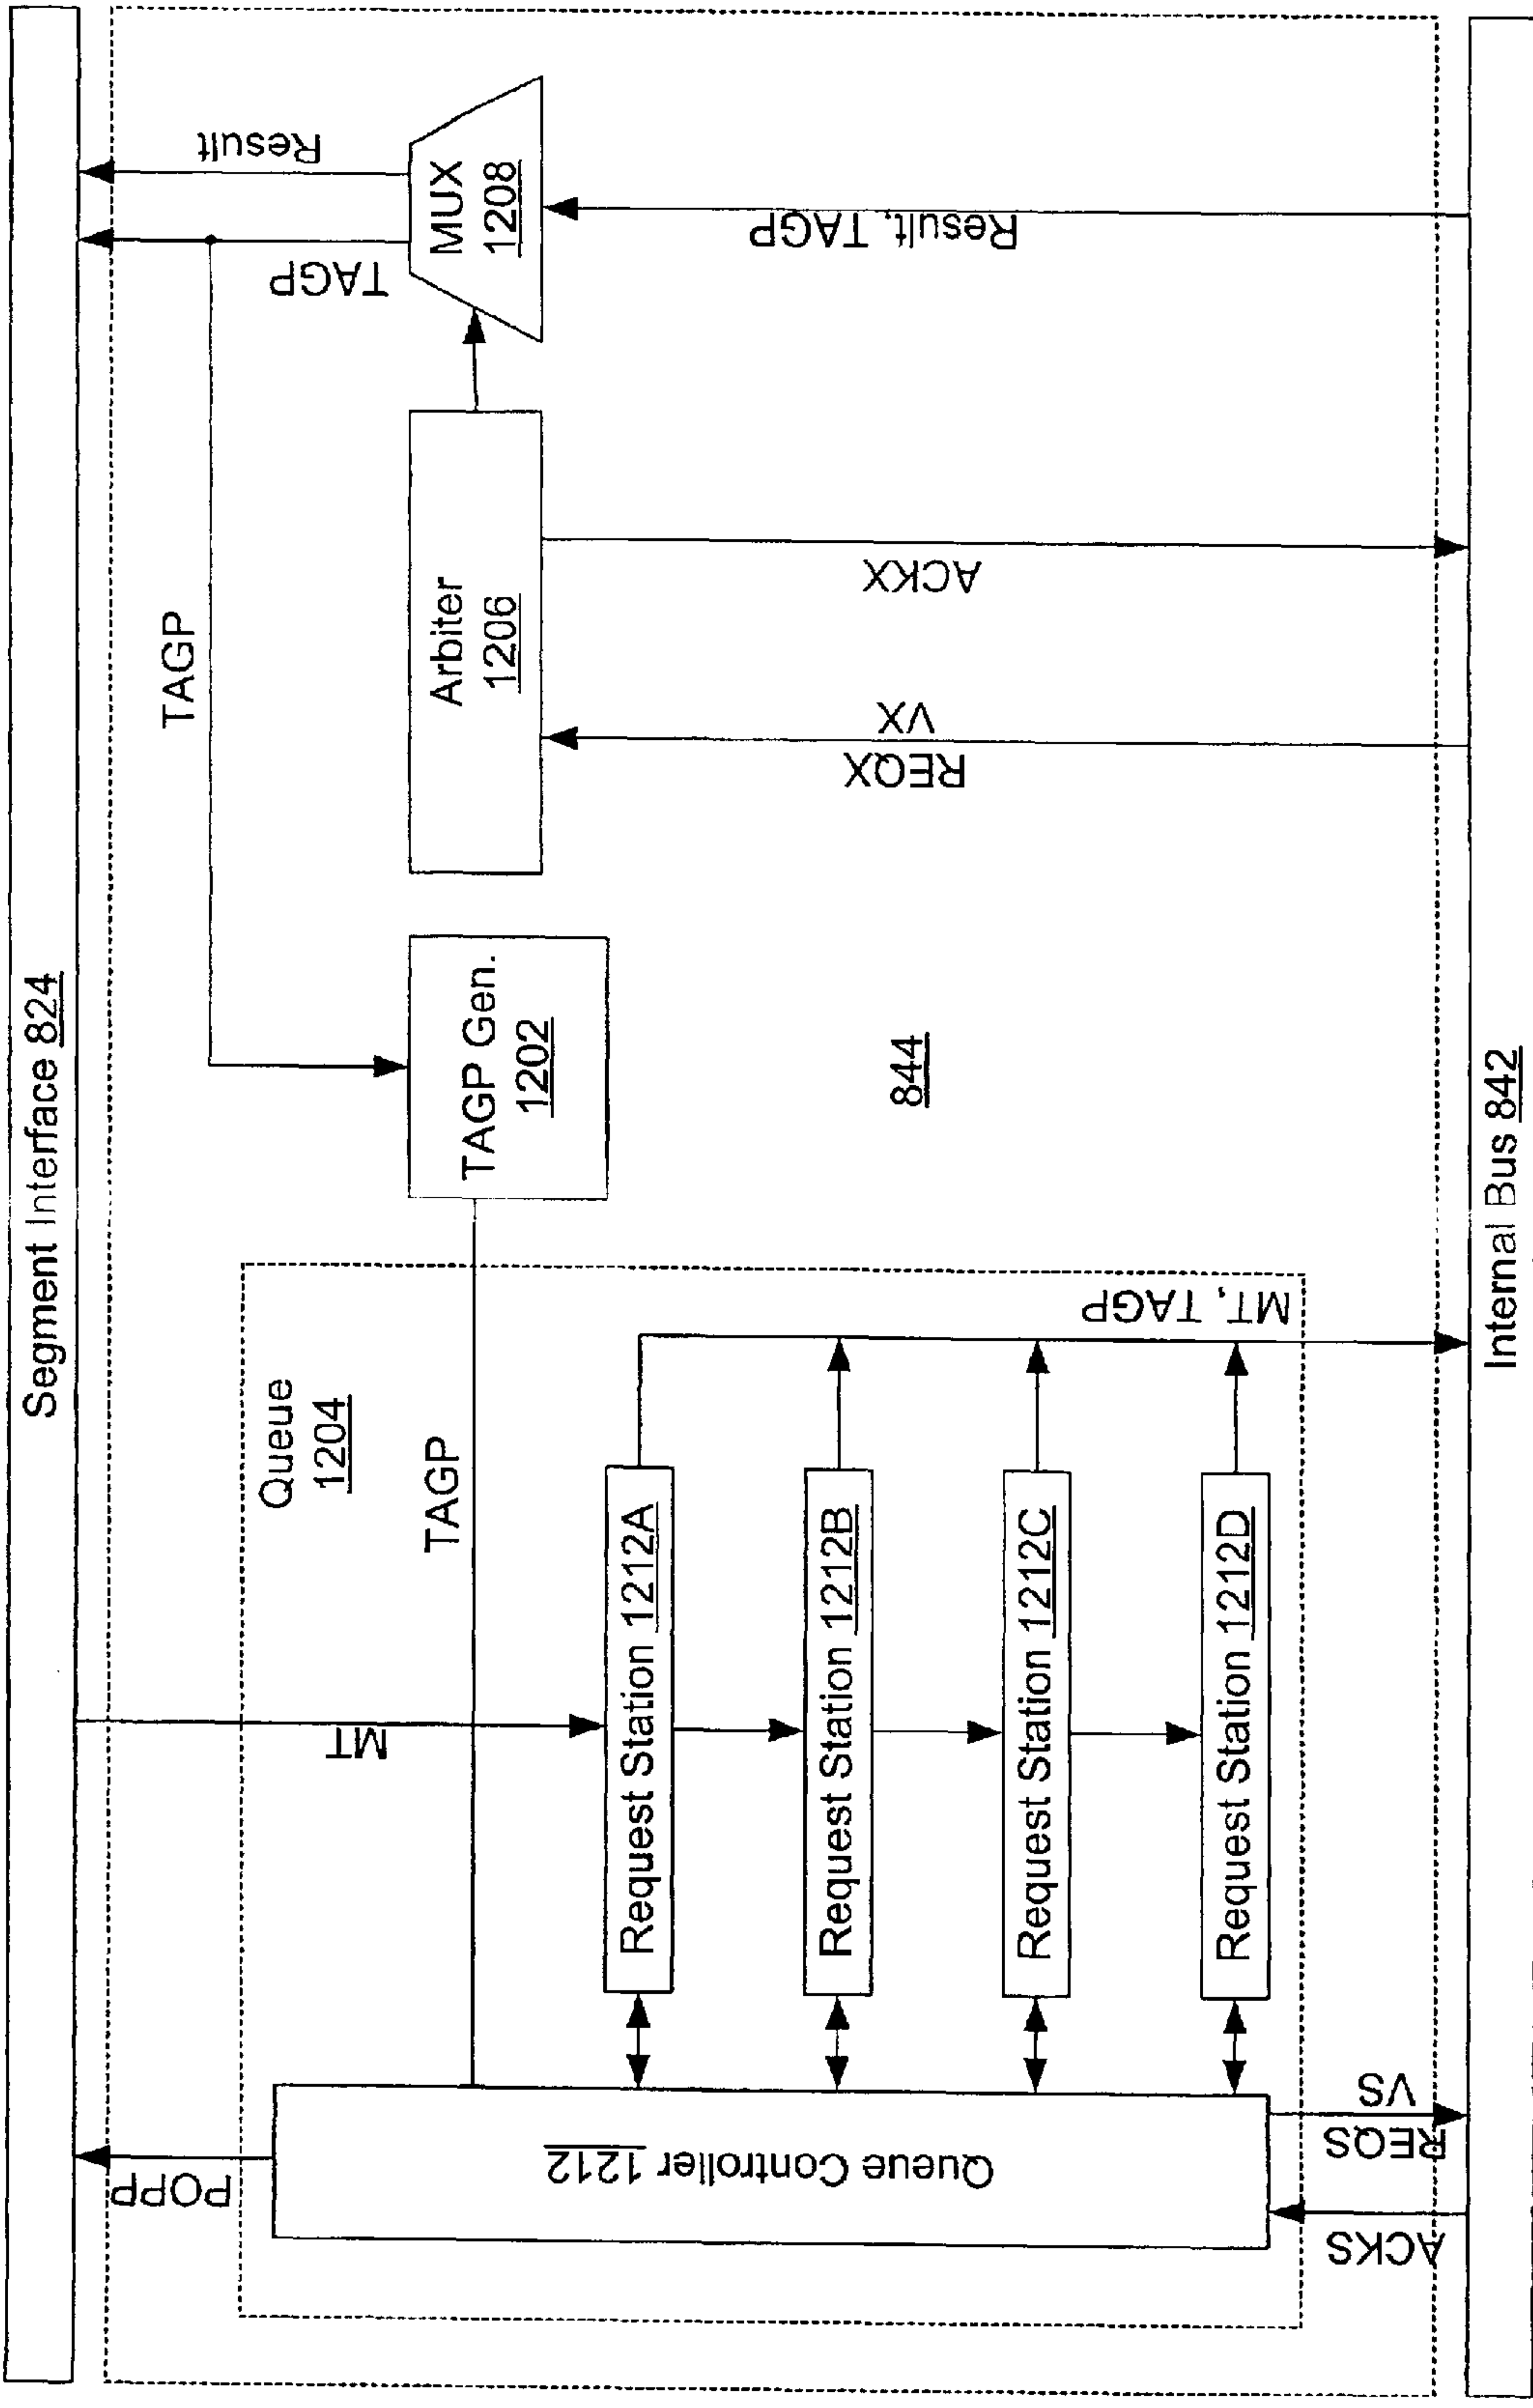 Segment Interface 824
POPP
MT
Queue
1204
TAGP
TAGP
TAGP
Result
Queue Controller 1212
Request Station 1212A
Request Station 1212B
Request Station 1212C
Request Station 1212D
MT, TAGP
TAGP Gen.
1202
Arbiter
1206
MUX
1208
844
REQX
VX
ACKX
Result, TAGP
ACKS
REQS
VS
Internal Bus 842